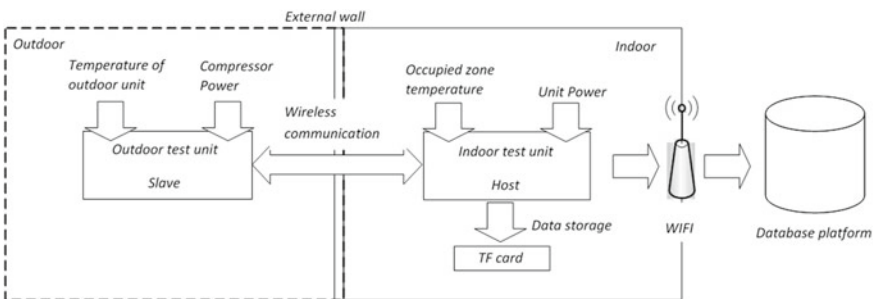 External wall
Outdoor
Indoor
Temperature of
outdoor unit
Compressor
Power
Occupied zone
temperature
Unit Power
Wireless
communication
Outdoor test unit
Slave
Indoor test unit
Host
Data storage
TF card
WIFI
Database platform